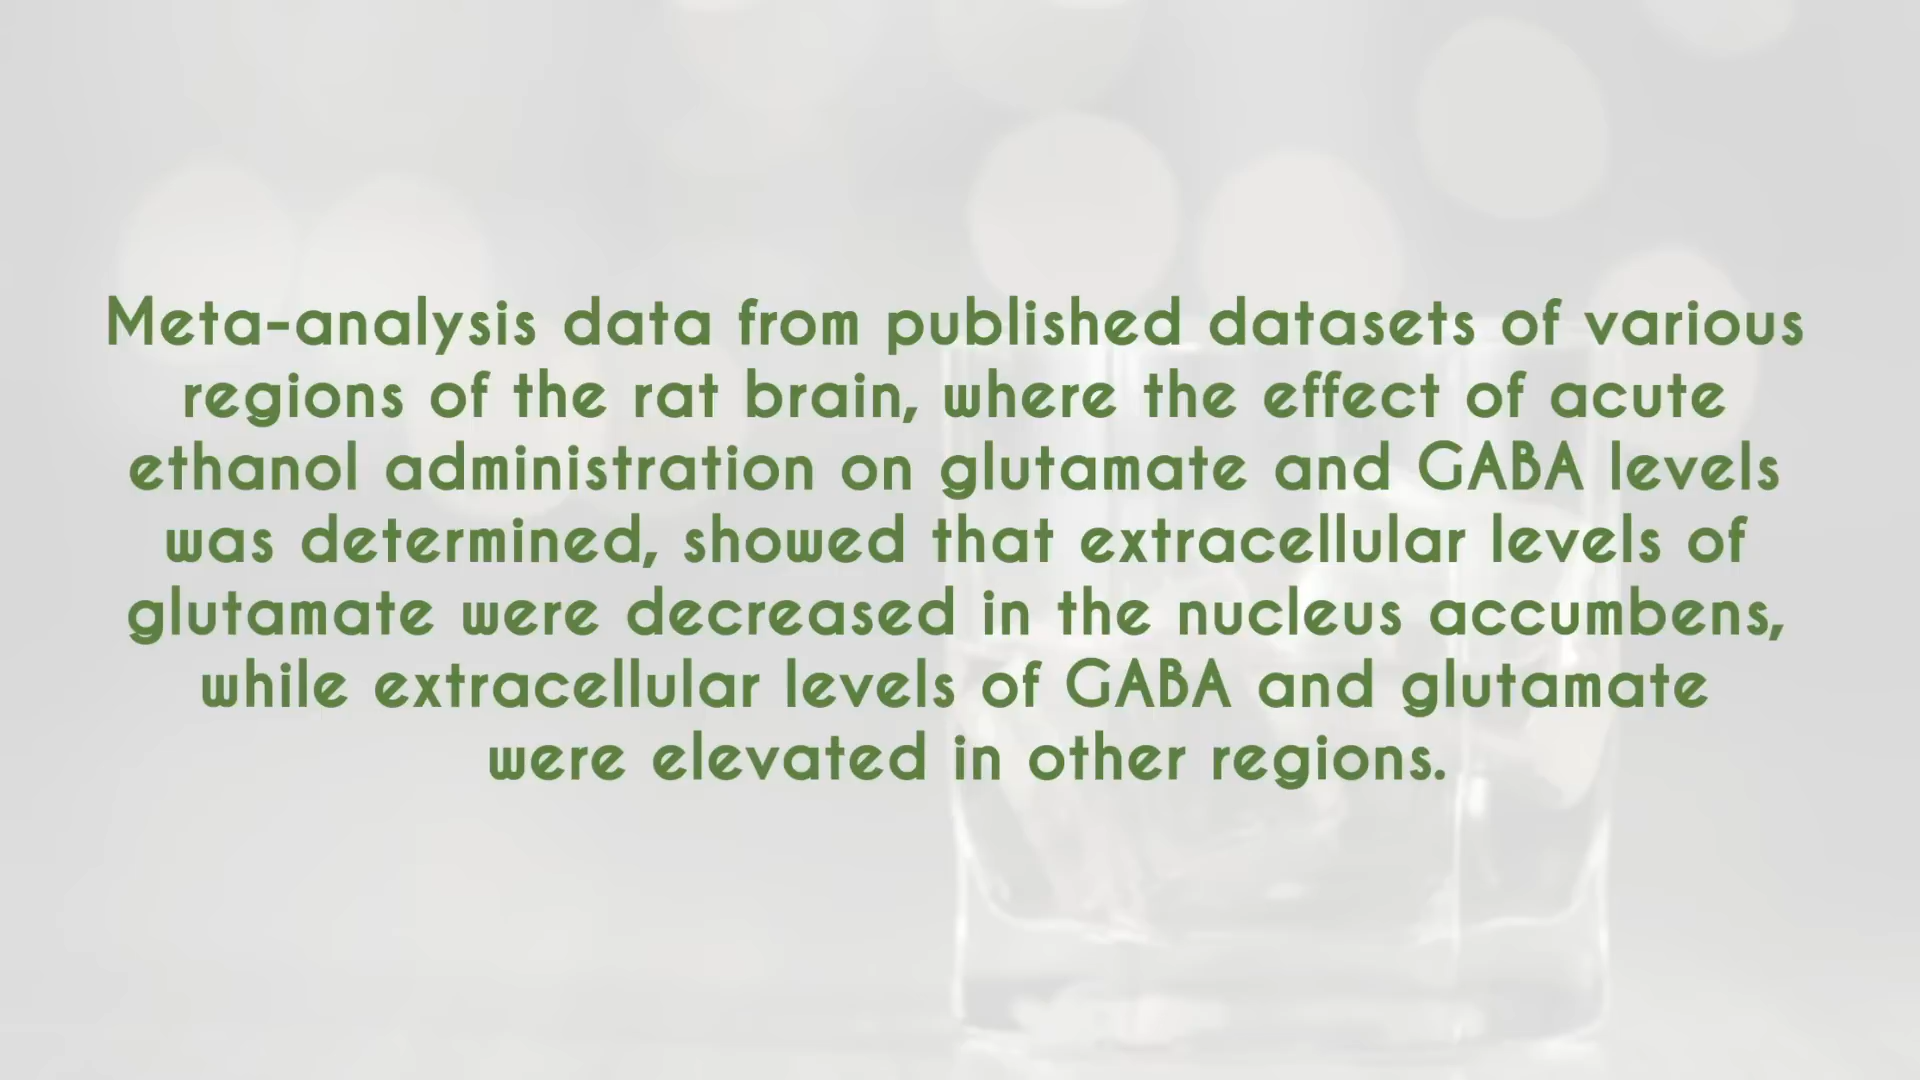 Meta-analysis data from published datasets of various
regions of the rat brain, where the effect of acute
ethanol administration on glutamate and GABA levels
was determined, showed that extracellular levels of
glutamate were decreased in the nucleus accumbens,
while extracellular levels of GABA and glutamate
were elevated in other regions.